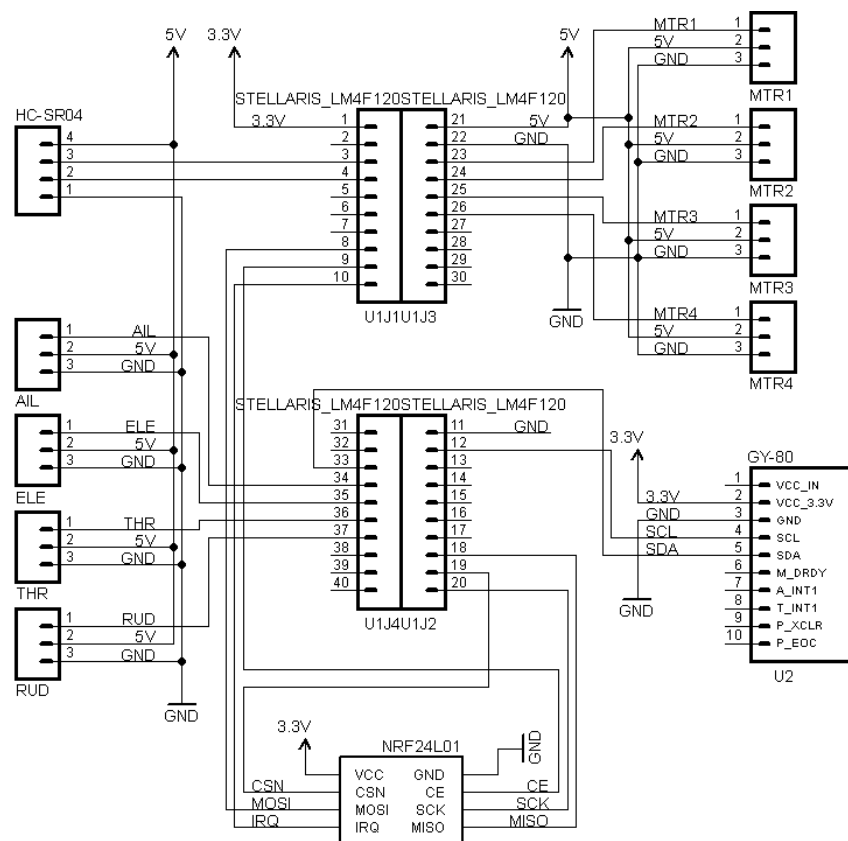 5V
3.3V
5V
STELLARIS_LM4F120STELLARIS_LM4F120
HC-SR04
4
3
2
1
3.3V
1
2
3
4
5
6
7
8
9
10
21
22
23
24
25
26
27
28
29
30
5V
GND
U1J1U1J3
GND
MTR1
5V
GND
1
2
3
MTR1
MTR2
5V
GND
1
2
3
MTR2
MTR3
5V
GND
1
2
3
MTR3
MTR4
5V
GND
1
2
3
MTR4
1
2
3
AIL
5V
GND
AIL
1
2
3
ELE
5V
GND
ELE
1
2
3
THR
5V
GND
THR
1
2
3
RUD
5V
GND
RUD
GND
STELLARIS_LM4F120STELLARIS_LM4F120
31
32
33
34
35
36
37
38
39
40
11
12
13
14
15
16
17
18
19
20
GND
U1J4U1J2
3.3V
GY-80
3.3V
GND
SCL
SDA
GND
1 VCC_IN
2 VCC_3.3V
3 GND
4 SCL
5 SDA
6 M_DRDY
7 A_INT1
8 T_INT1
9 P_XCLR
10 P_EOC
U2
3.3V
NRF24L01
GND
VCC GND
CSN CSN CE CE
MOSI MOSI SCK SCK
IRQ IRQ MISO MISO